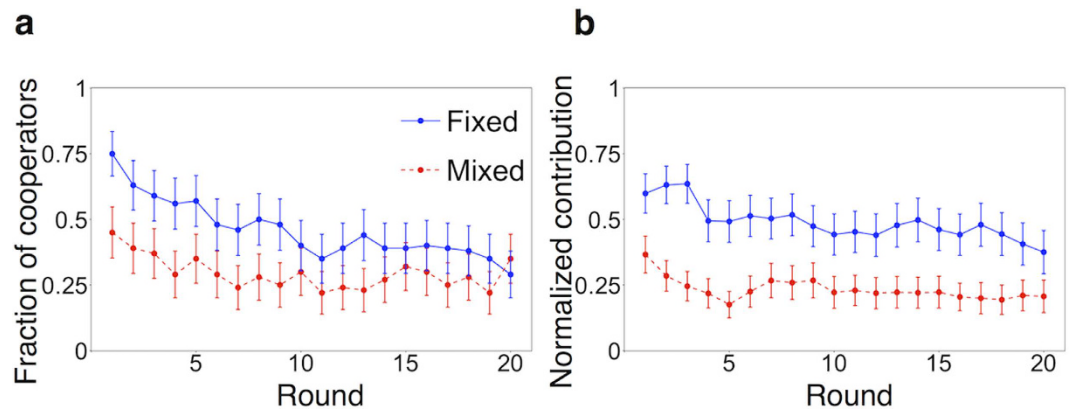 a
Fraction of cooperators
1
0.75
0.5
0.25
0
5 10 15 20
Round
Fixed
Mixed
b
Normalized contribution
1
0.75
0.5
0.25
0
5 10 15 20
Round